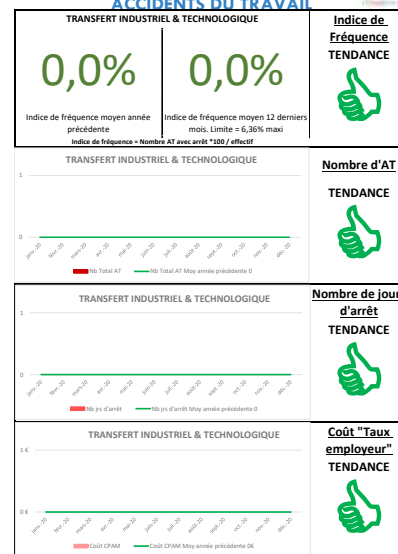 ACCIDENTS DU TRAVAIL
TRANSFERT INDUSTRIEL & TECHNOLOGIQUE
0,0%
0,0%
Indice de fréquence moyen année
précédente
Indice de fréquence moyen 12 derniers
mois. Limite = 6,36% maxi
Indice de fréquence = Nombre AT avec arrêt *100 / effectif
Indice de
Fréquence
TENDANCE
TRANSFERT INDUSTRIEL & TECHNOLOGIQUE
1
0
janv.-20 févr.-20 mars-20 avr.-20 mai-20 juin-20 juil.-20 août-20 sept.-20 oct.-20 nov.-20 déc.-20
Nb Total AT Nb Total AT Moy année précédente 0
Nombre d'AT
TENDANCE
TRANSFERT INDUSTRIEL & TECHNOLOGIQUE
1
0
janv.-20 févr.-20 mars-20 avr.-20 mai-20 juin-20 juil.-20 août-20 sept.-20 oct.-20 nov.-20 déc.-20
Nb jrs d'arrêt Nb jrs d'arrêt Moy année précédente 0
Nombre de jour
d'arrêt
TENDANCE
TRANSFERT INDUSTRIEL & TECHNOLOGIQUE
1 €
0 €
janv.-20 févr.-20 mars-20 avr.-20 mai-20 juin-20 juil.-20 août-20 sept.-20 oct.-20 nov.-20 déc.-20
Coût CPAM Coût CPAM Moy année précédente 0€
Coût "Taux
employeur"
TENDANCE